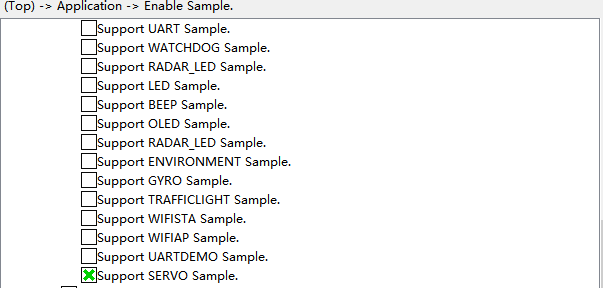 (Top) -> Application -> Enable Sample.
Support UART Sample.
Support WATCHDOG Sample.
Support RADAR_LED Sample.
Support LED Sample.
Support BEEP Sample.
Support OLED Sample.
Support RADAR_LED Sample.
Support ENVIRONMENT Sample.
Support GYRO Sample.
Support TRAFFICLIGHT Sample.
Support WIFISTA Sample.
Support WIFIAP Sample.
Support UARTDEMO Sample.
Support SERVO Sample.